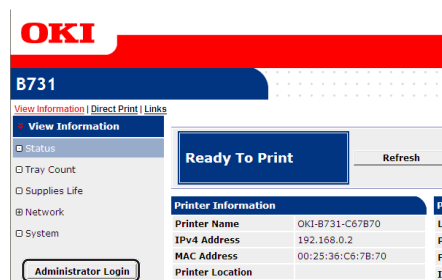 OKI
B731
View Information | Direct Print | Links
View Information
Status
Tray Count
Supplies Life
Network
System
Administrator Login
Ready To Print
Refresh
Printer Information
Printer Name OKI-B731-C67B70
IPv4 Address 192.168.0.2
MAC Address 00:25:36:C6:7B:70
Printer Location